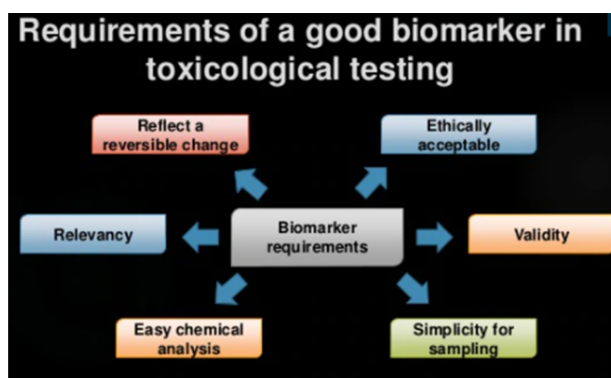 Requirements of a good biomarker in
toxicological testing
Reflect a
reversible change
Ethically
acceptable
Relevancy
Biomarker
requirements
Validity
Easy chemical
analysis
Simplicity for
sampling